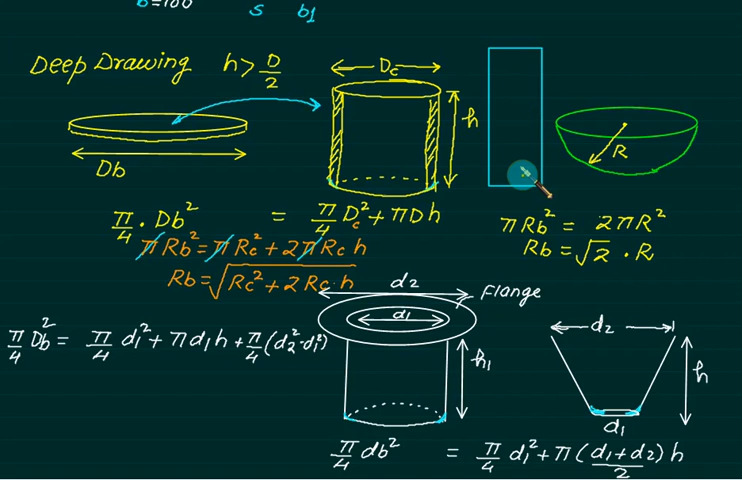 b=100
s b1
Deep Drawing h > D/2
Dc
h
Db
R
π/4 · Db² = π/4 Dc² + πDh
πRb² = πRc² + 2πRc h
Rb = √(Rc² + 2Rc·h)
πRb² = 2πR²
Rb = √2 · R
d2
flange
d1
h1
d2
h
d1
π/4 Db² = π/4 d1² + πd1h + π/4 (d2² - d1²)
π/4 db² = π/4 d1² + π((d1+d2)/2) h